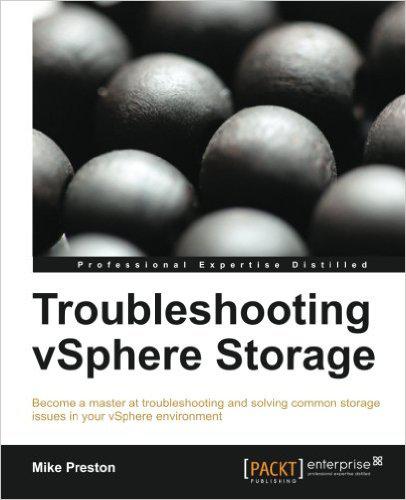 Professional Expertise Distilled
Troubleshooting
vSphere Storage
Become a master at troubleshooting and solving common storage
issues in your vSphere environment
Mike Preston
[PACKT] enterprise
PUBLISHING
professional expertise distilled